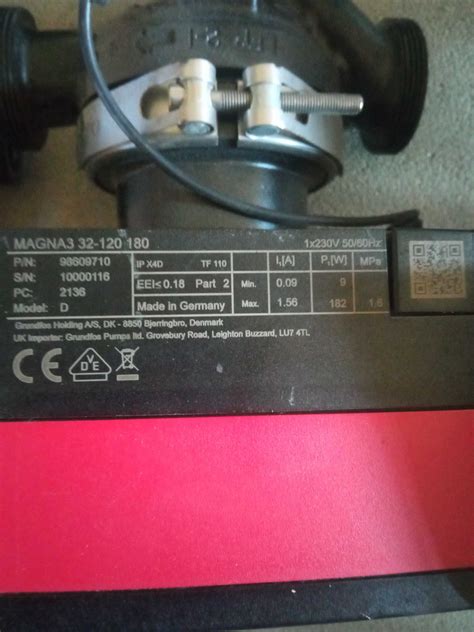 MAGNA3 32-120 180 1x230V 50/60Hz
P/N: 98609710 IP X4D TF 110 I₁[A] P₁[W] MPa
S/N: 10000116 EEI≤ 0.18 Part 2 Min. 0.09 9
PC: 2136 Made in Germany Max. 1.56 182 1.6
Model: D
Grundfos Holding A/S, DK - 8850 Bjerringbro, Denmark
UK importer: Grundfos Pumps ltd. Grovebury Road, Leighton Buzzard, LU7 4TL
CE VDE